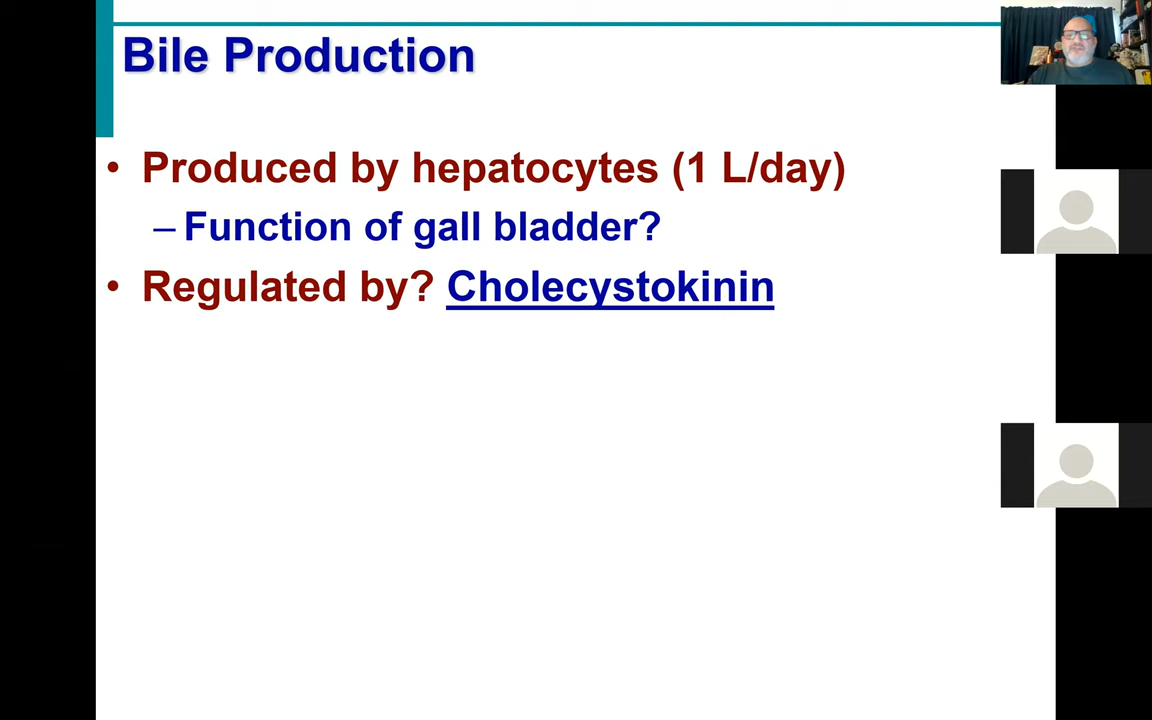 Bile Production
• Produced by hepatocytes (1 L/day)
– Function of gall bladder?
• Regulated by? Cholecystokinin